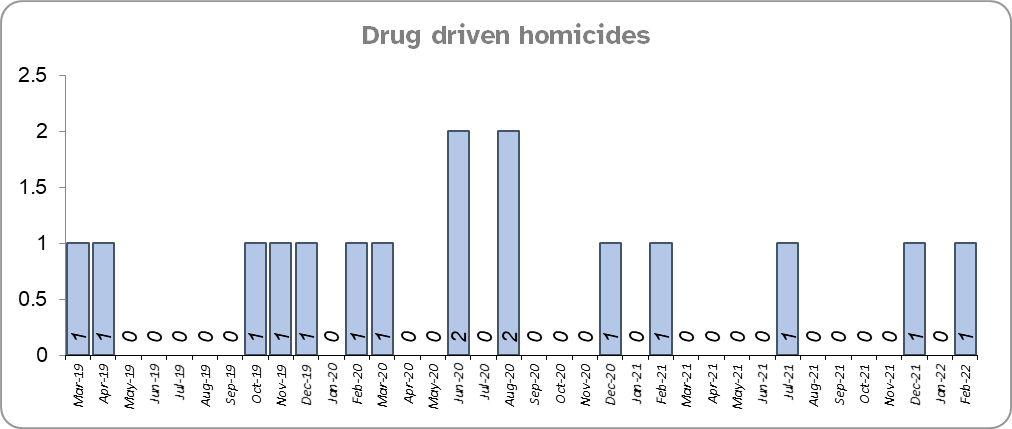 Drug driven homicides
2.5
2
1.5
1
0.5
0
1 1 0 0 0 0 0 1 1 1 0 1 1 0 0 2 0 2 0 0 0 1 0 1 0 0 0 0 1 0 0 0 0 1 0 1
Mar-19 Apr-19 May-19 Jun-19 Jul-19 Aug-19 Sep-19 Oct-19 Nov-19 Dec-19 Jan-20 Feb-20 Mar-20 Apr-20 May-20 Jun-20 Jul-20 Aug-20 Sep-20 Oct-20 Nov-20 Dec-20 Jan-21 Feb-21 Mar-21 Apr-21 May-21 Jun-21 Jul-21 Aug-21 Sep-21 Oct-21 Nov-21 Dec-21 Jan-22 Feb-22